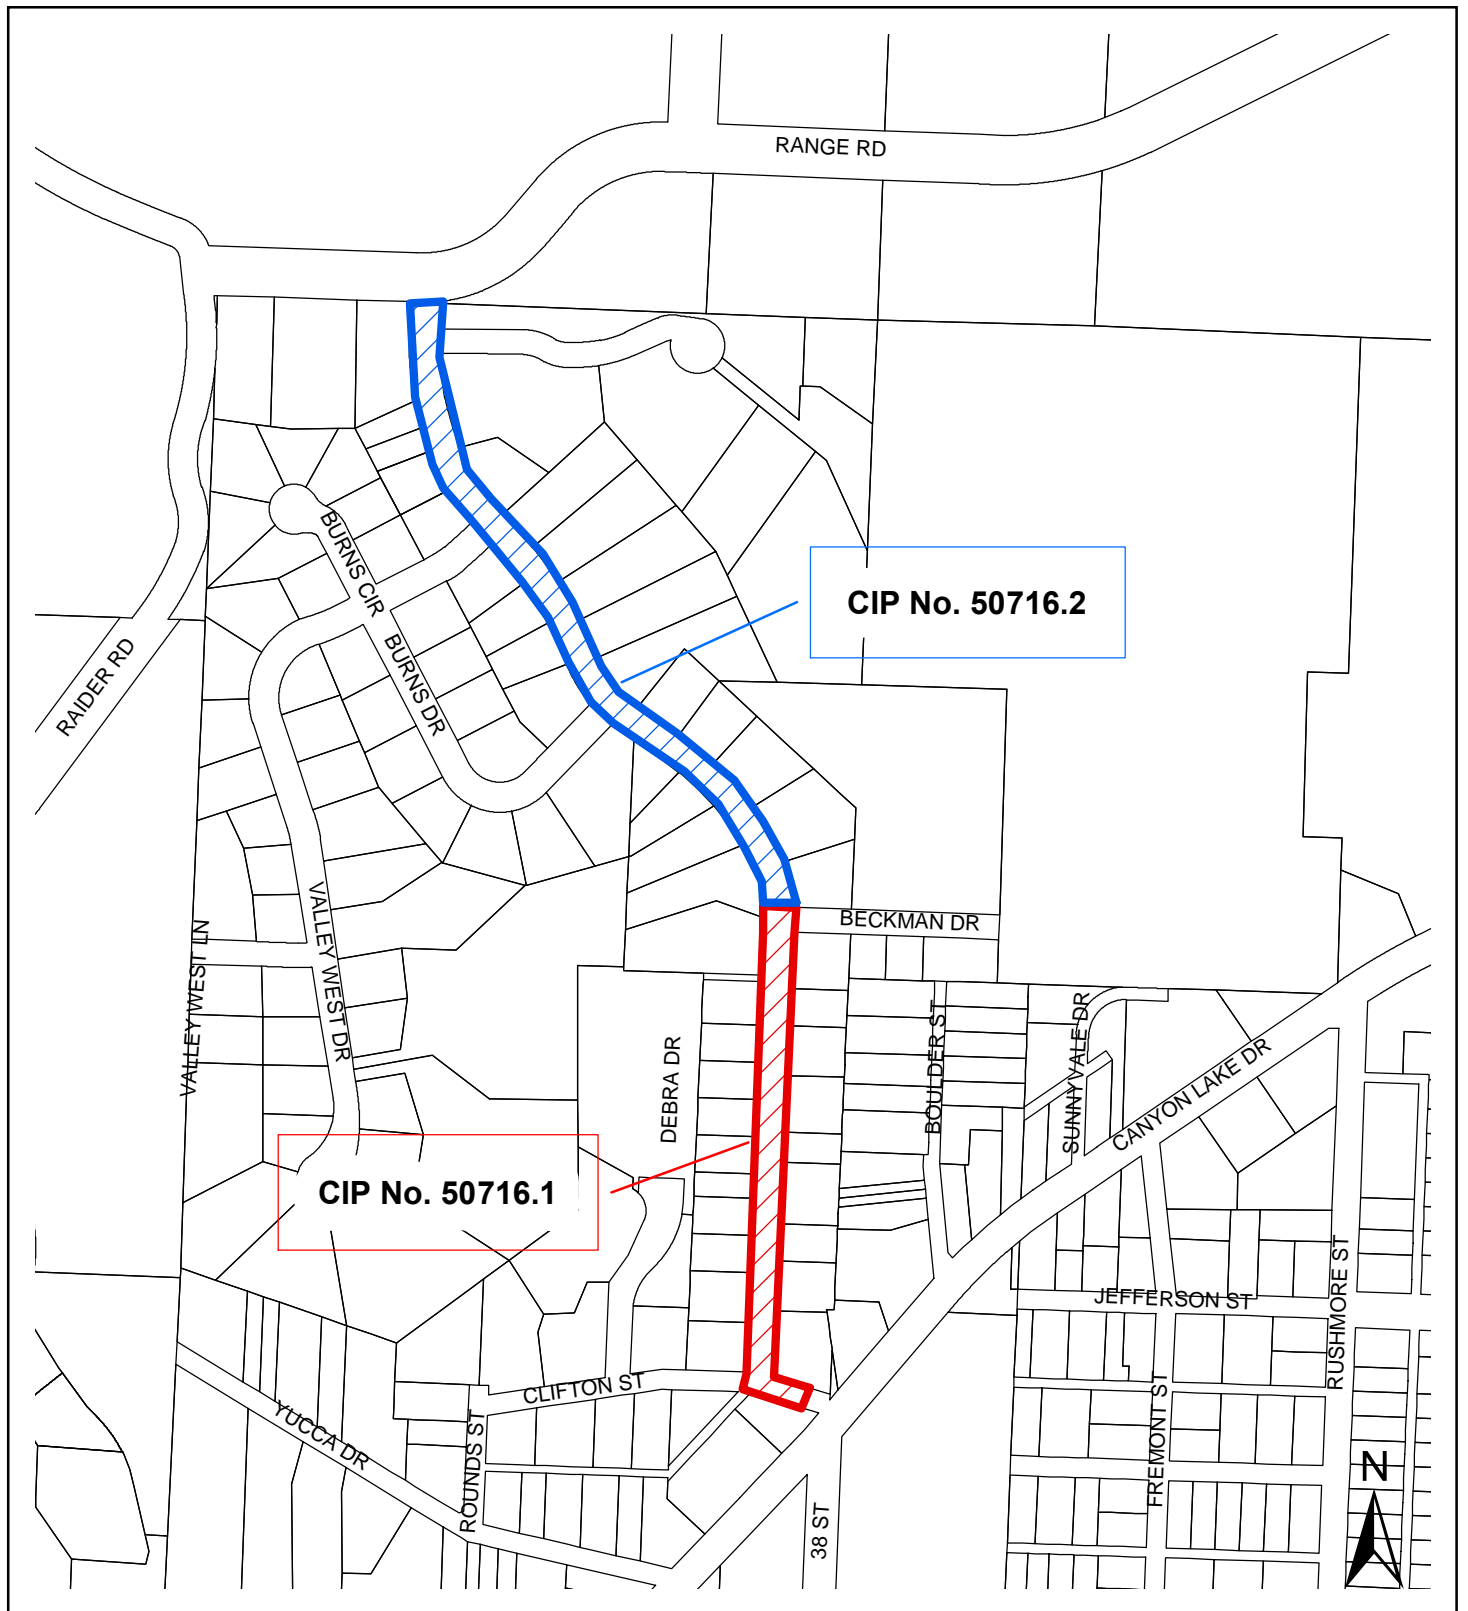 RANGE RD
BURNS CIR
CIP No. 50716.2
RAIDER RD
BURNS DR
BECKMAN DR
VALLEY WEST LN
VALLEY WEST DR
DEBRA DR
BOULDER ST
SUNNYVALE DR
CANYON LAKE DR
CIP No. 50716.1
JEFFERSON ST
RUSHMORE ST
CLIFTON ST
YUCCA DR
ROUNDS ST
FREMONT ST
38 ST
N